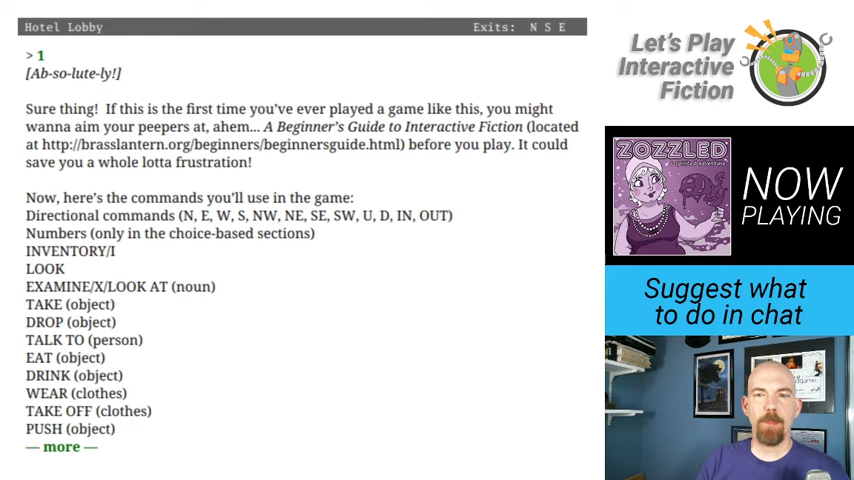 Hotel Lobby Exits: N S E
> 1
[Ab-so-lute-ly!]
Sure thing! If this is the first time you've ever played a game like this, you might
wanna aim your peepers at, ahem... A Beginner's Guide to Interactive Fiction (located
at http://brasslantern.org/beginners/beginnersguide.html) before you play. It could
save you a whole lotta frustration!
Now, here's the commands you'll use in the game:
Directional commands (N, E, W, S, NW, NE, SE, SW, U, D, IN, OUT)
Numbers (only in the choice-based sections)
INVENTORY/I
LOOK
EXAMINE/X/LOOK AT (noun)
TAKE (object)
DROP (object)
TALK TO (person)
EAT (object)
DRINK (object)
WEAR (clothes)
TAKE OFF (clothes)
PUSH (object)
— more —
Let's Play
Interactive
Fiction
ZOZZLED
a spirited adventure
NOW
PLAYING
Suggest what
to do in chat